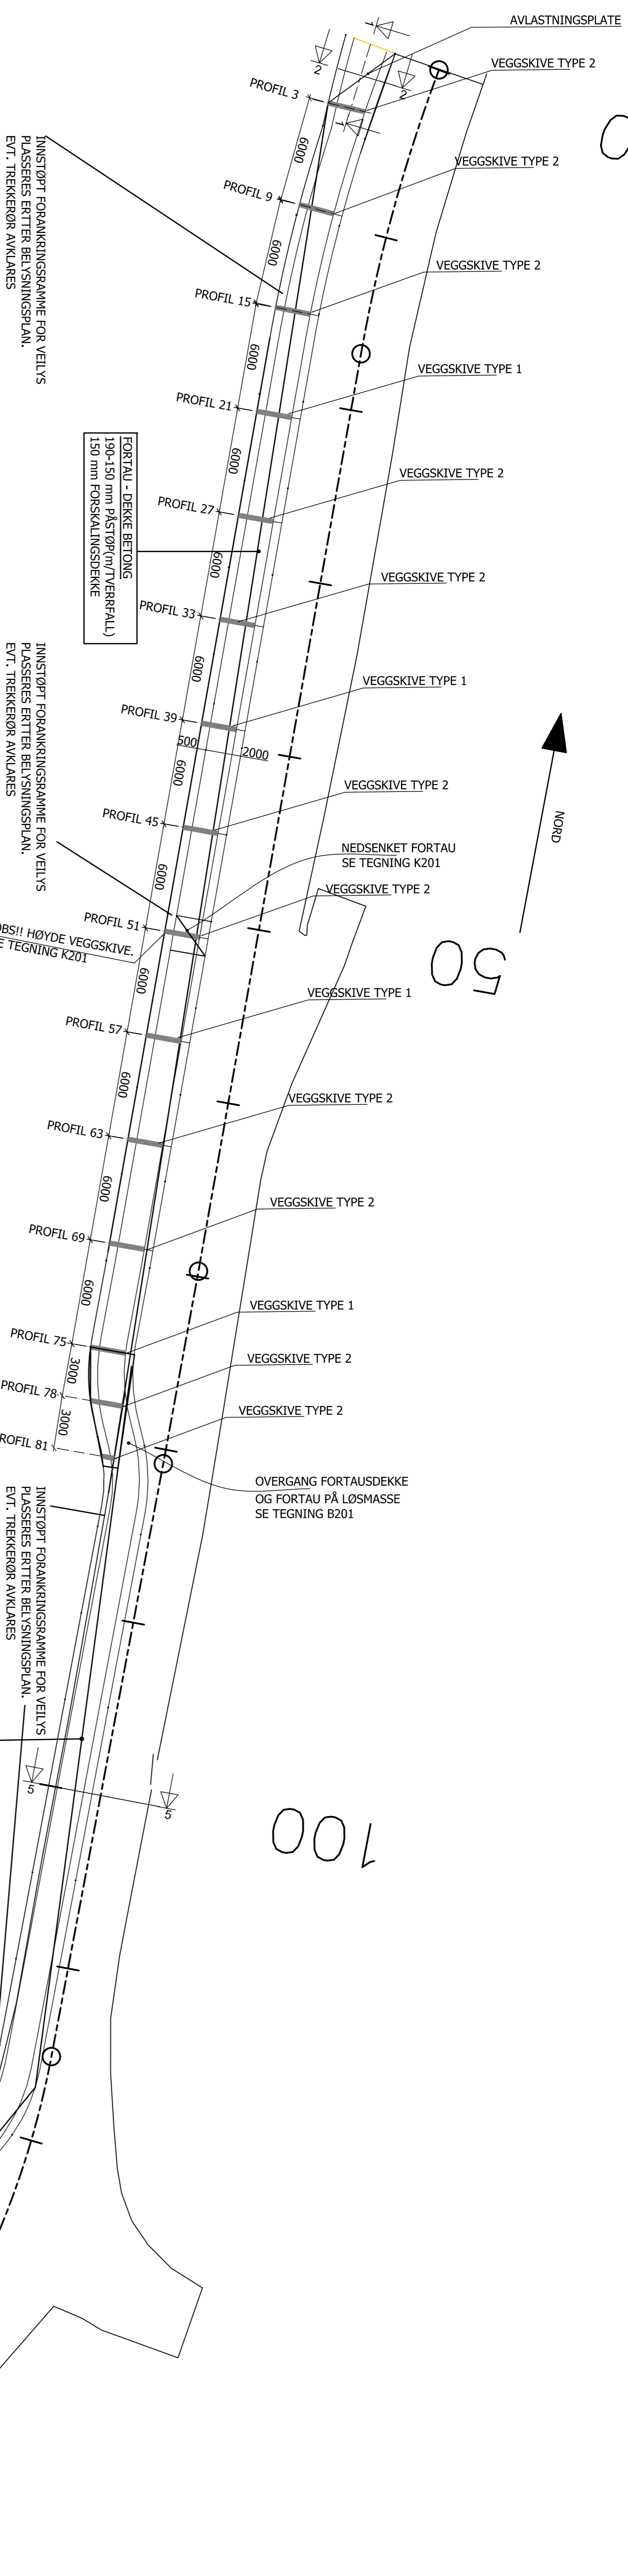 AVLASTNINGSPLATE
1
2
VEGGSKIVE TYPE 2
2
PROFIL 3
1
0
6000
INNSTØPT FORANKRINGSRAMME FOR VEILYS
PLASSERES ERTTER BELYSNINGSPLAN.
EVT. TREKKERØR AVKLARES
VEGGSKIVE TYPE 2
PROFIL 9
6000
VEGGSKIVE TYPE 2
PROFIL 15
6000
VEGGSKIVE TYPE 1
PROFIL 21
6000
FORTAU - DEKKE BETONG
190-150 mm PÅSTØP(m/TVERRFALL)
150 mm FORSKALINGSDEKKE
VEGGSKIVE TYPE 2
PROFIL 27
6000
VEGGSKIVE TYPE 2
PROFIL 33
6000
INNSTØPT FORANKRINGSRAMME FOR VEILYS
PLASSERES ERTTER BELYSNINGSPLAN.
EVT. TREKKERØR AVKLARES
VEGGSKIVE TYPE 1
PROFIL 39
500
2000
6000
NORD
VEGGSKIVE TYPE 2
PROFIL 45
6000
NEDSENKET FORTAU
SE TEGNING K201
VEGGSKIVE TYPE 2
PROFIL 51
OBS!! HØYDE VEGGSKIVE.
E TEGNING K201
50
6000
VEGGSKIVE TYPE 1
PROFIL 57
6000
VEGGSKIVE TYPE 2
PROFIL 63
6000
VEGGSKIVE TYPE 2
PROFIL 69
6000
VEGGSKIVE TYPE 1
PROFIL 75
3000
VEGGSKIVE TYPE 2
PROFIL 78
3000
VEGGSKIVE TYPE 2
ROFIL 81
OVERGANG FORTAUSDEKKE
OG FORTAU PÅ LØSMASSE
SE TEGNING B201
INNSTØPT FORANKRINGSRAMME FOR VEILYS
PLASSERES ERTTER BELYSNINGSPLAN.
EVT. TREKKERØR AVKLARES
5
5
100